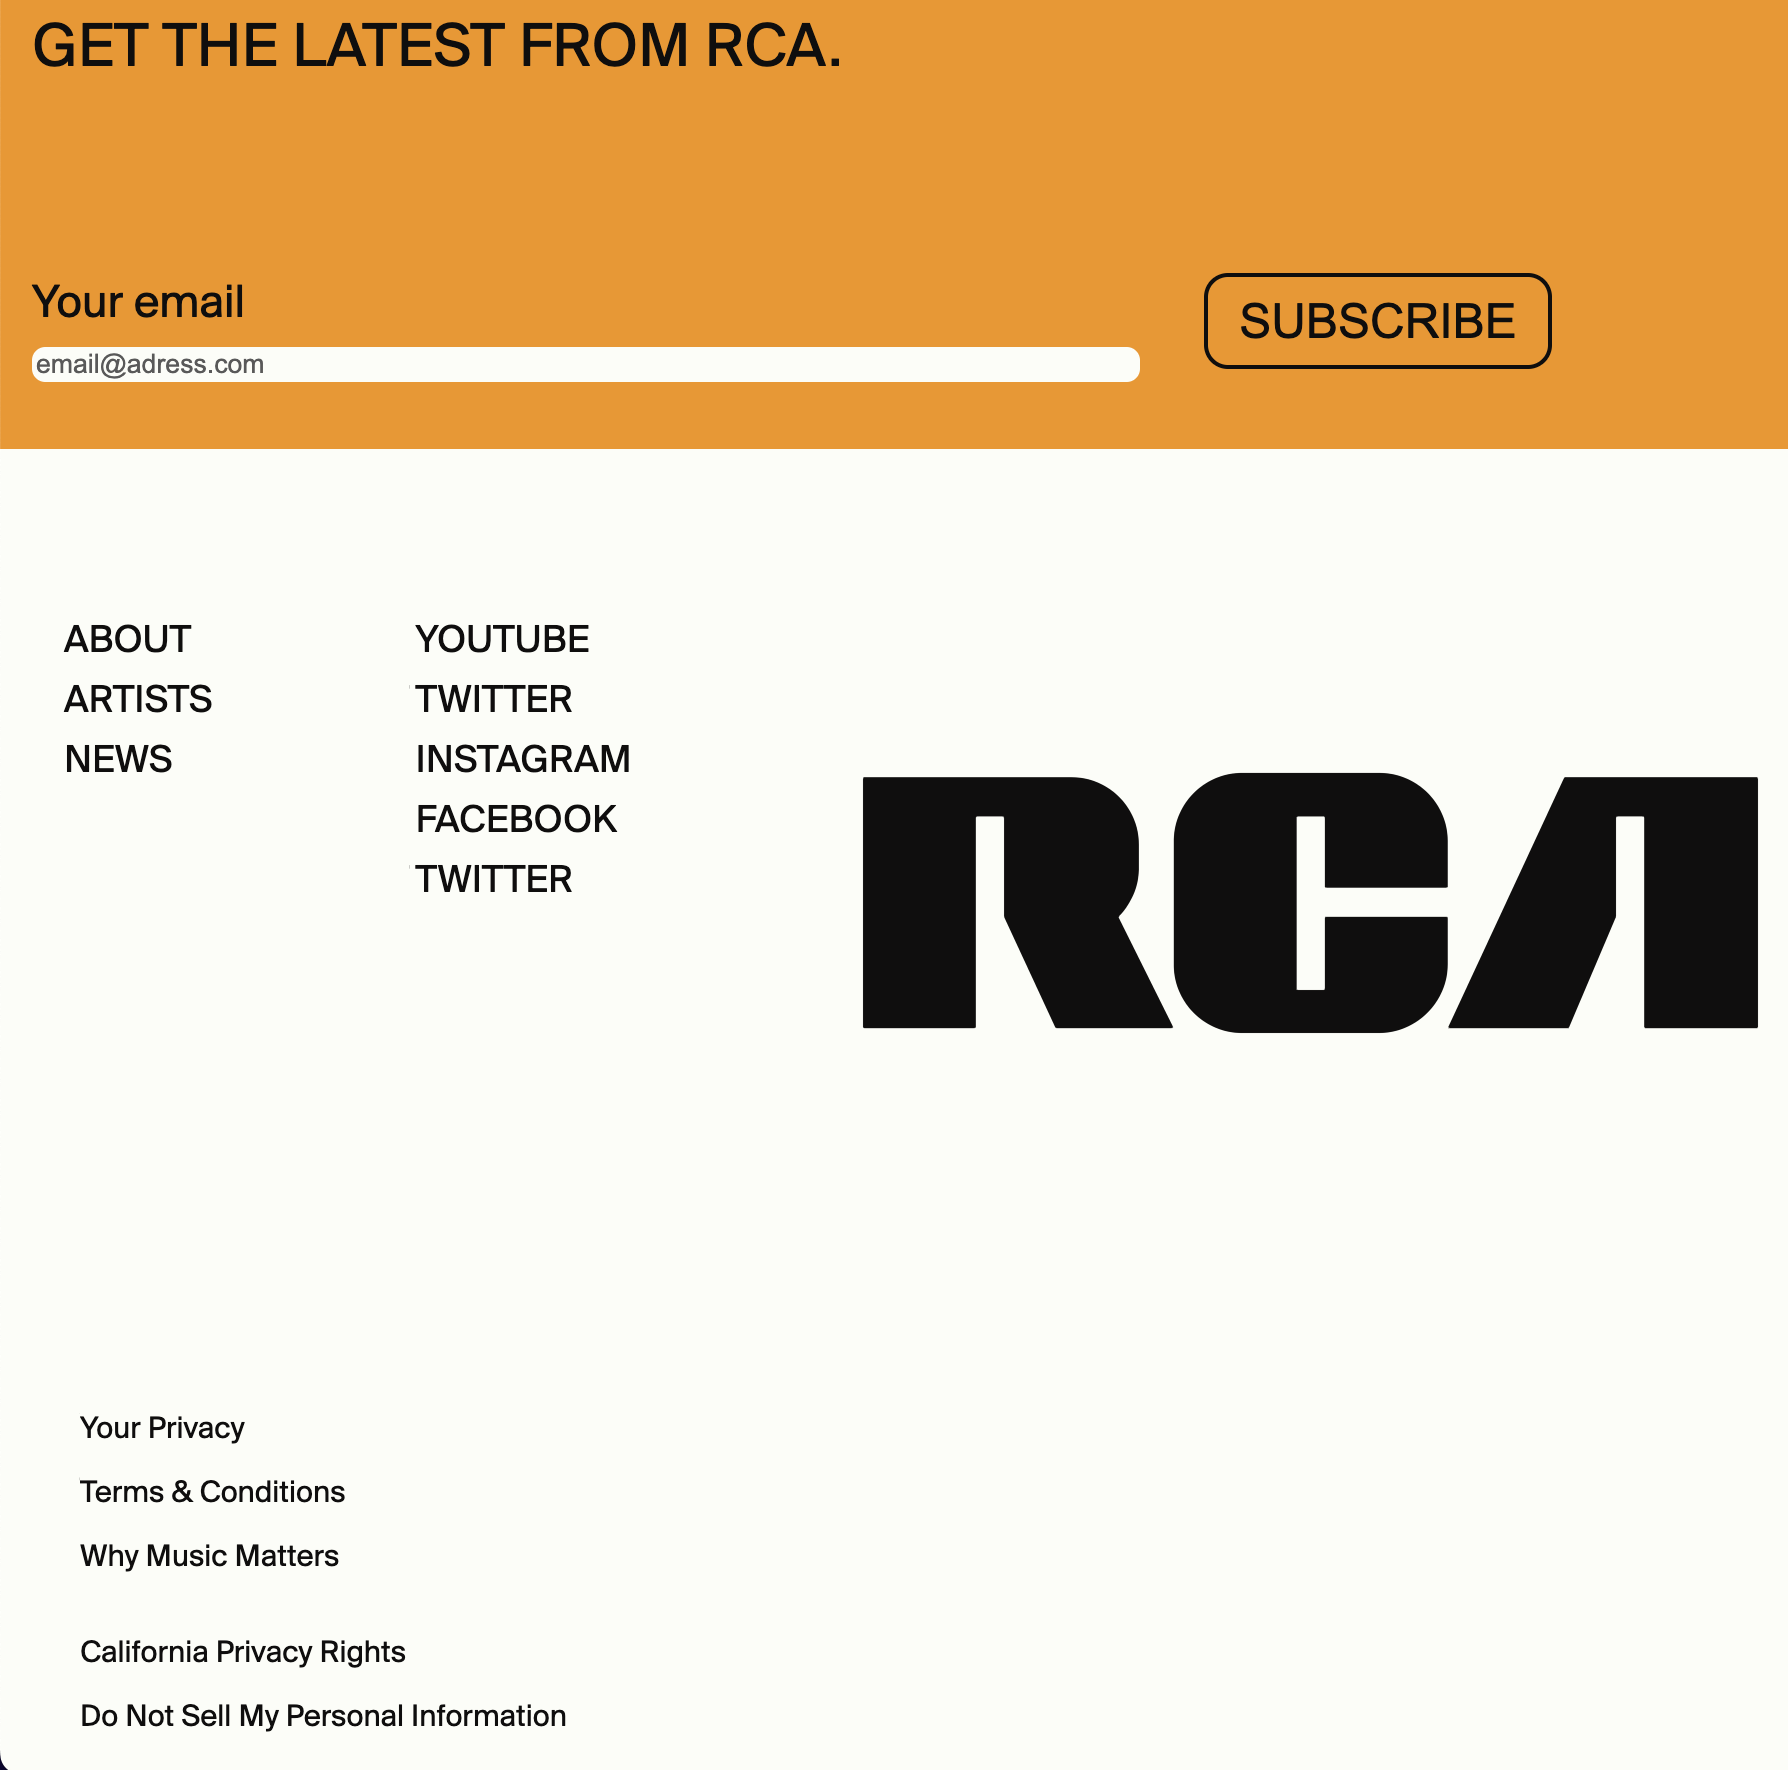 GET THE LATEST FROM RCA.
Your email
email@adress.com
SUBSCRIBE
ABOUT
ARTISTS
NEWS
YOUTUBE
TWITTER
INSTAGRAM
FACEBOOK
TWITTER
RCA
Your Privacy
Terms & Conditions
Why Music Matters
California Privacy Rights
Do Not Sell My Personal Information